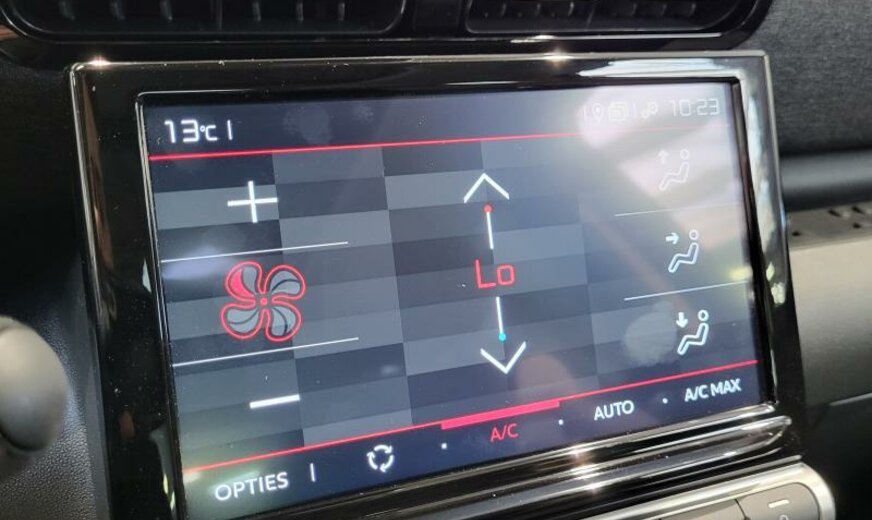 13°C | 10:23
Lo
OPTIES | A/C AUTO A/C MAX